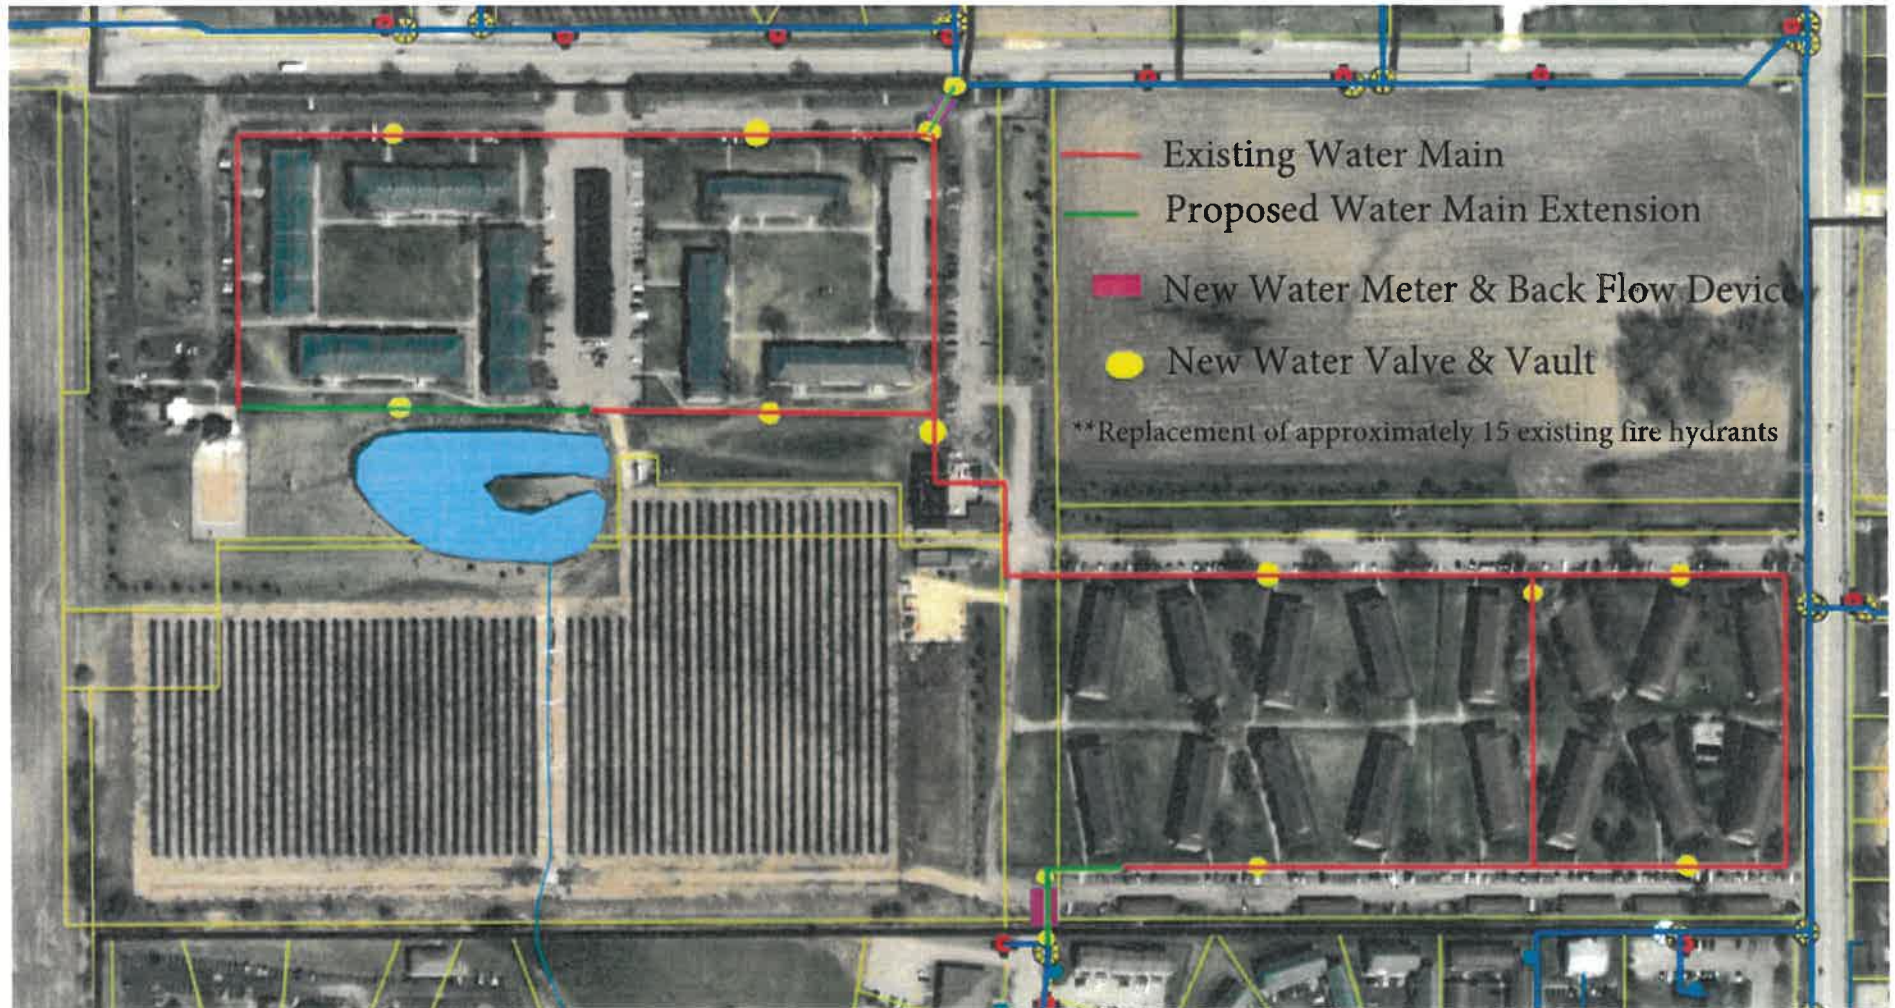 Existing Water Main
Proposed Water Main Extension
New Water Meter & Back Flow Device
New Water Valve & Vault
**Replacement of approximately 15 existing fire hydrants